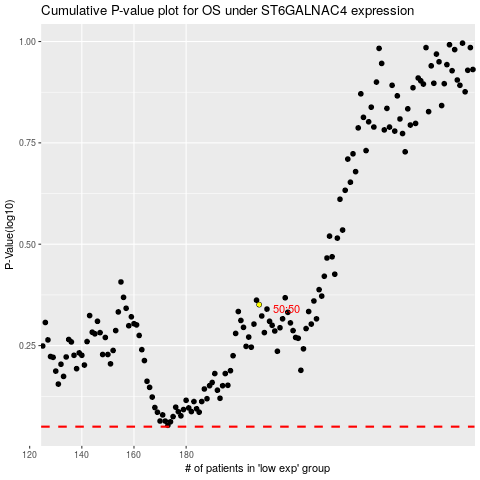 Cumulative P-value plot for OS under ST6GALNAC4 expression
P-Value(log10)
1.00
0.75
0.50
0.25
50:50
120 140 160 180
# of patients in 'low exp' group